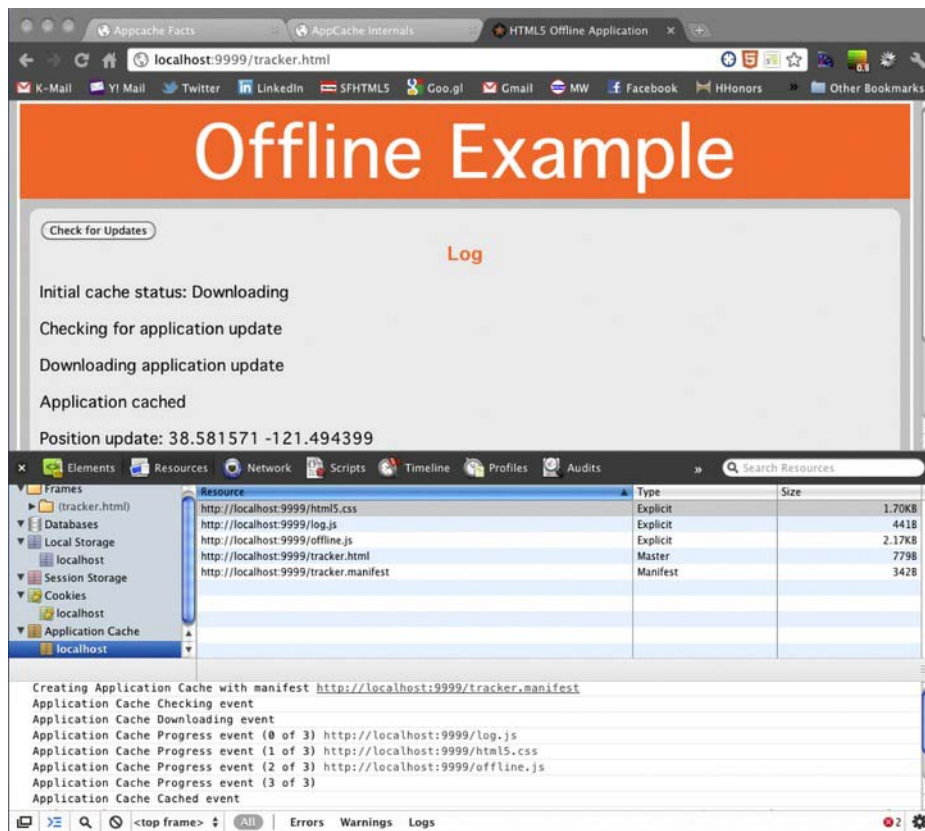 Appcache Facts
AppCache Internals
HTML5 Offline Application
localhost:9999/tracker.html
K-Mail
Y! Mail
Twitter
LinkedIn
SFHTML5
Goo.gl
Gmail
MW
Facebook
HHonors
»
Other Bookmarks
Offline Example
Check for Updates
Log
Initial cache status: Downloading
Checking for application update
Downloading application update
Application cached
Position update: 38.581571 -121.494399
Elements
Resources
Network
Scripts
Timeline
Profiles
Audits
»
Search Resources
Frames
(tracker.html)
Databases
Local Storage
localhost
Session Storage
Cookies
localhost
Application Cache
localhost
Resource Type Size
http://localhost:9999/html5.css Explicit 1.70KB
http://localhost:9999/log.js Explicit 441B
http://localhost:9999/offline.js Explicit 2.17KB
http://localhost:9999/tracker.html Master 779B
http://localhost:9999/tracker.manifest Manifest 342B
Creating Application Cache with manifest http://localhost:9999/tracker.manifest
Application Cache Checking event
Application Cache Downloading event
Application Cache Progress event (0 of 3) http://localhost:9999/log.js
Application Cache Progress event (1 of 3) http://localhost:9999/html5.css
Application Cache Progress event (2 of 3) http://localhost:9999/offline.js
Application Cache Progress event (3 of 3)
Application Cache Cached event
<top frame>
All
Errors
Warnings
Logs
2